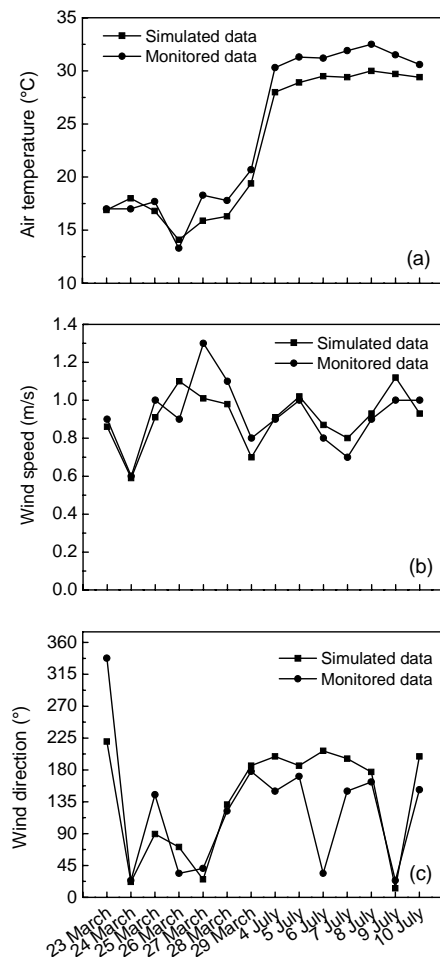 35
30
25
20
15
10
Air temperature (°C)
Simulated data
Monitored data
(a)
1.4
1.2
1.0
0.8
0.6
0.4
0.2
0.0
Wind speed (m/s)
Simulated data
Monitored data
(b)
360
315
270
225
180
135
90
45
0
Wind direction (°)
Simulated data
Monitored data
(c)
23 March
24 March
25 March
26 March
27 March
28 March
29 March
4 July
5 July
6 July
7 July
8 July
9 July
10 July